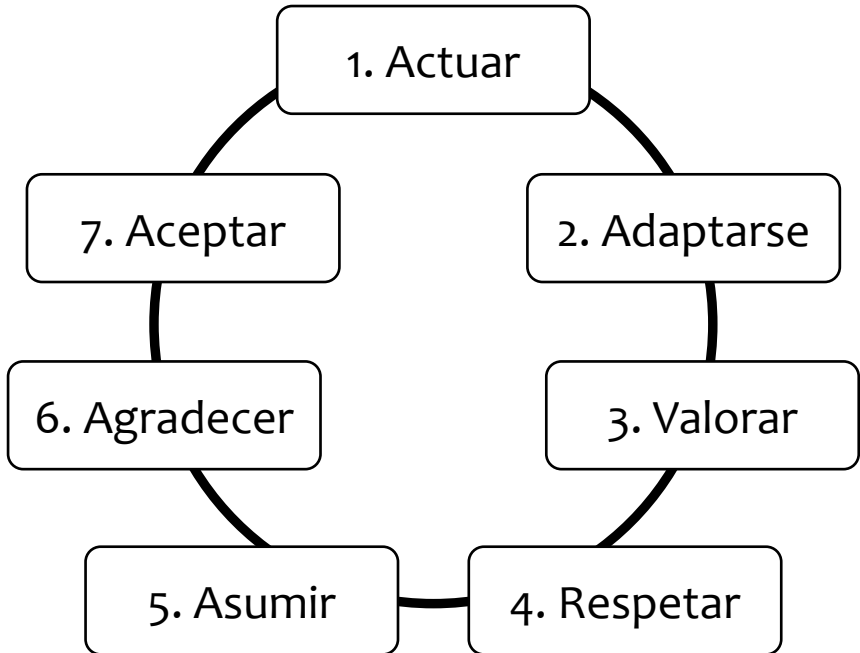 1. Actuar
2. Adaptarse
3. Valorar
4. Respetar
5. Asumir
6. Agradecer
7. Aceptar